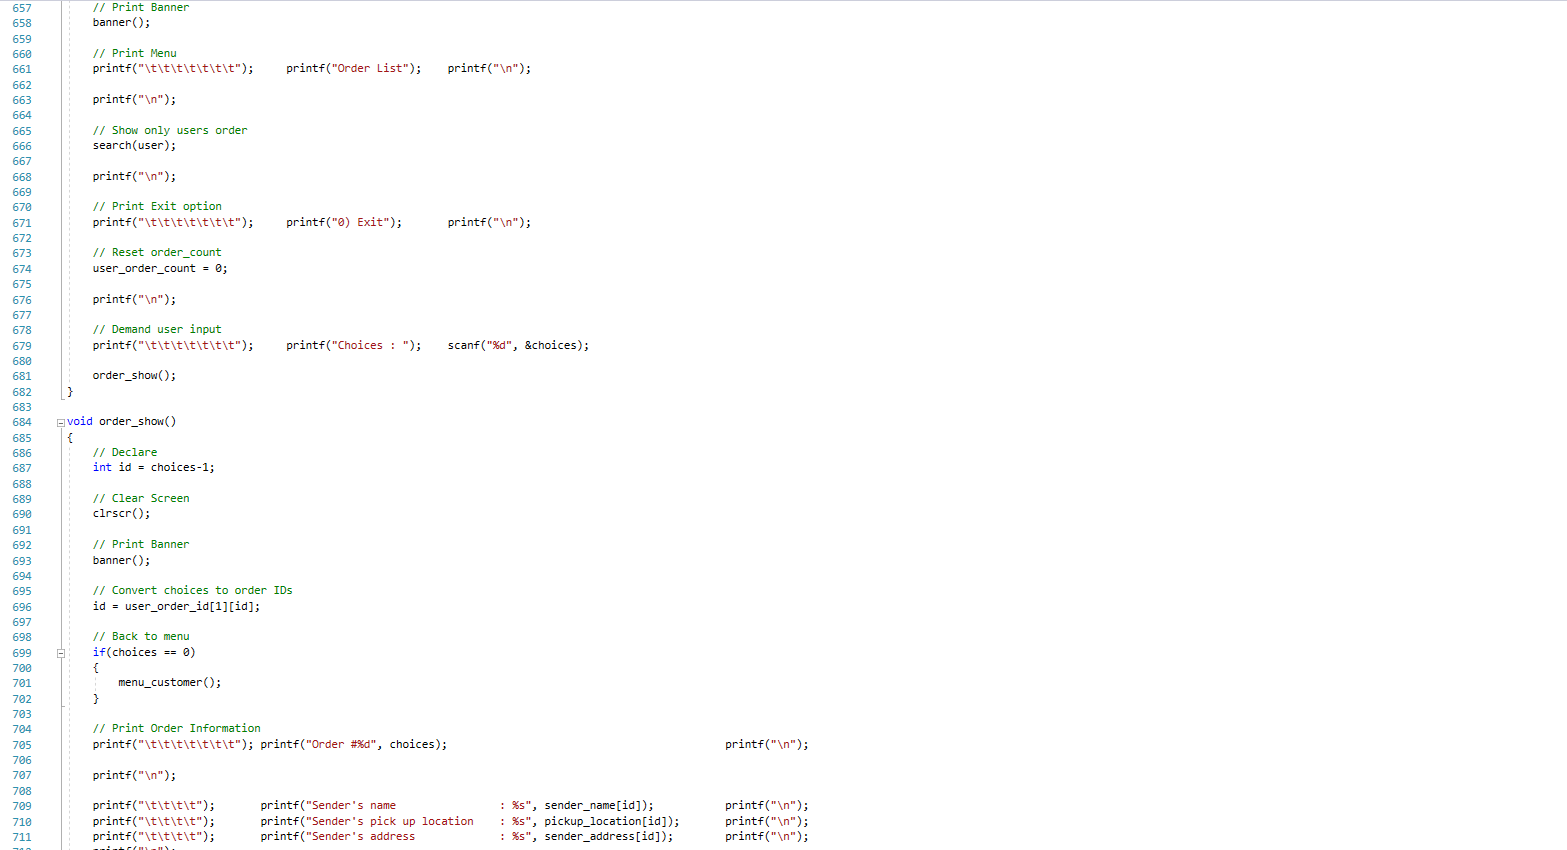 657 // Print Banner
658 banner();
659
660 // Print Menu
661 printf("\t\t\t\t\t\t\t"); printf("Order List"); printf("\n");
662
663 printf("\n");
664
665 // Show only users order
666 search(user);
667
668 printf("\n");
669
670 // Print Exit option
671 printf("\t\t\t\t\t\t\t"); printf("0) Exit"); printf("\n");
672
673 // Reset order_count
674 user_order_count = 0;
675
676 printf("\n");
677
678 // Demand user input
679 printf("\t\t\t\t\t\t\t"); printf("Choices : "); scanf("%d", &choices);
680
681 order_show();
682 }
683
684 void order_show()
685 {
686 // Declare
687 int id = choices-1;
688
689 // Clear Screen
690 clrscr();
691
692 // Print Banner
693 banner();
694
695 // Convert choices to order IDs
696 id = user_order_id[1][id];
697
698 // Back to menu
699 if(choices == 0)
700 {
701 menu_customer();
702 }
703
704 // Print Order Information
705 printf("\t\t\t\t\t\t\t"); printf("Order #%d", choices); printf("\n");
706
707 printf("\n");
708
709 printf("\t\t\t\t"); printf("Sender's name : %s", sender_name[id]); printf("\n");
710 printf("\t\t\t\t"); printf("Sender's pick up location : %s", pickup_location[id]); printf("\n");
711 printf("\t\t\t\t"); printf("Sender's address : %s", sender_address[id]); printf("\n");